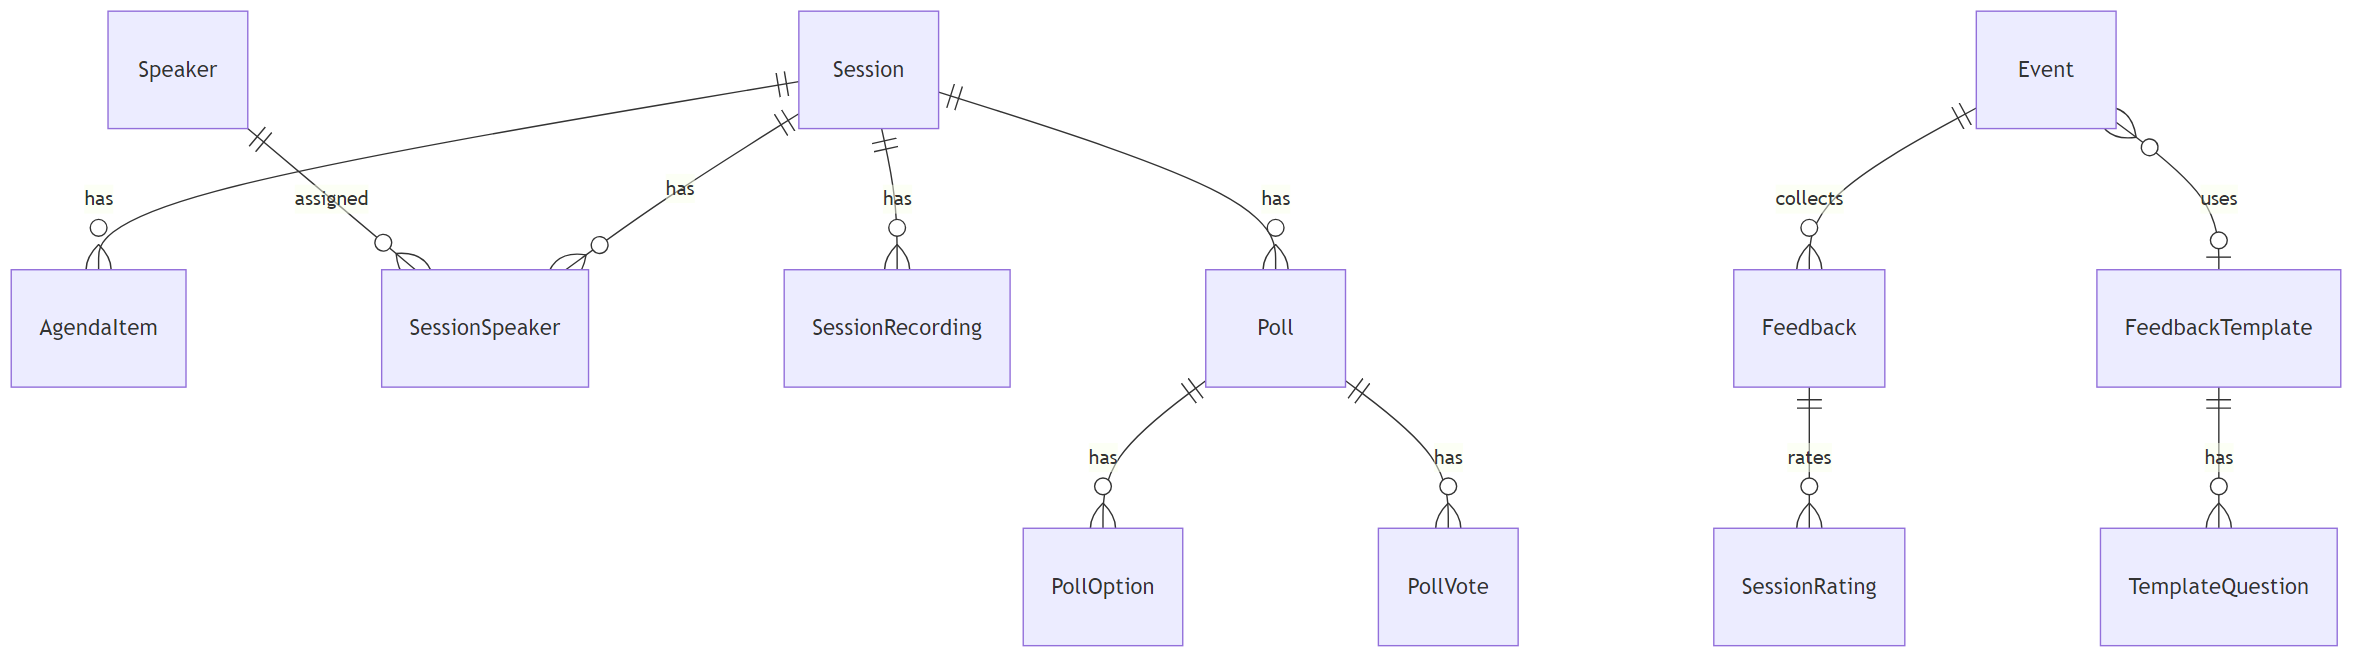 Speaker
Session
Event
has
assigned
has
has
has
collects
uses
AgendaItem
SessionSpeaker
SessionRecording
Poll
Feedback
FeedbackTemplate
has
has
rates
has
PollOption
PollVote
SessionRating
TemplateQuestion